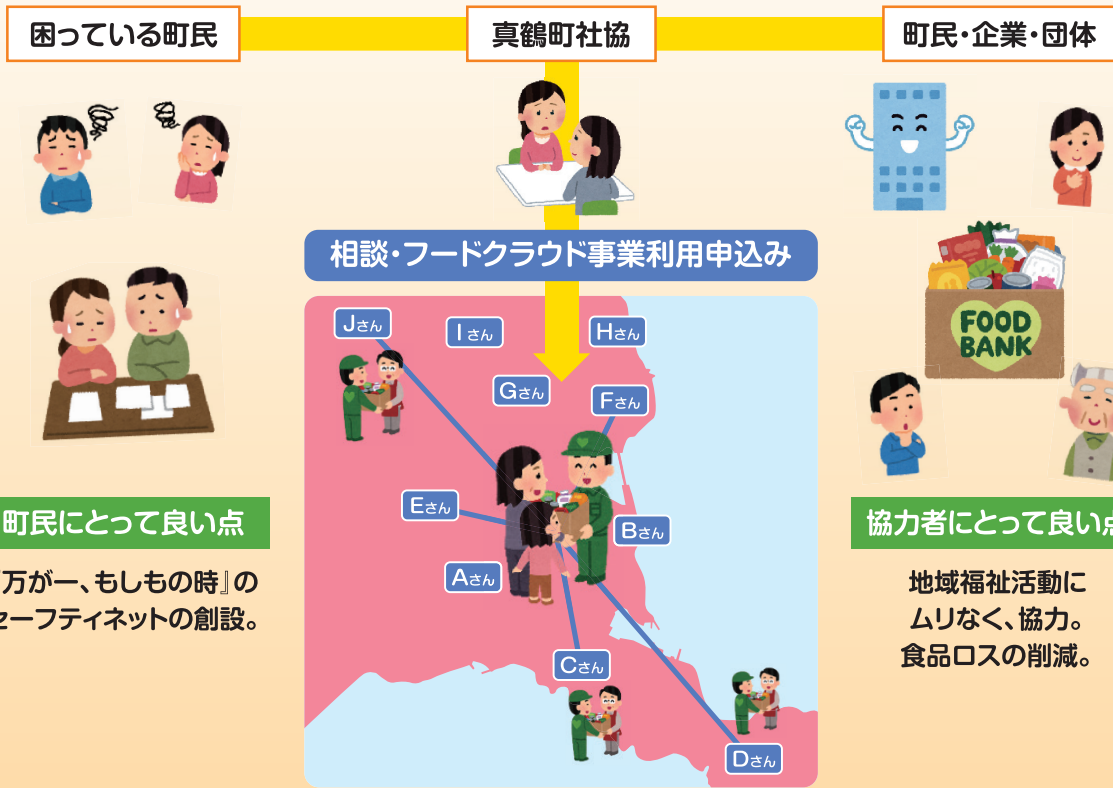 困っている町民
真鶴町社協
町民・企業・団体
相談・フードクラウド事業利用申込み
Jさん
Iさん
Hさん
Gさん
Fさん
Eさん
Bさん
Aさん
Cさん
Dさん
FOOD
BANK
町民にとって良い点
『万が一、もしもの時』の
セーフティネットの創設。
協力者にとって良い点
地域福祉活動に
ムリなく、協力。
食品ロスの削減。